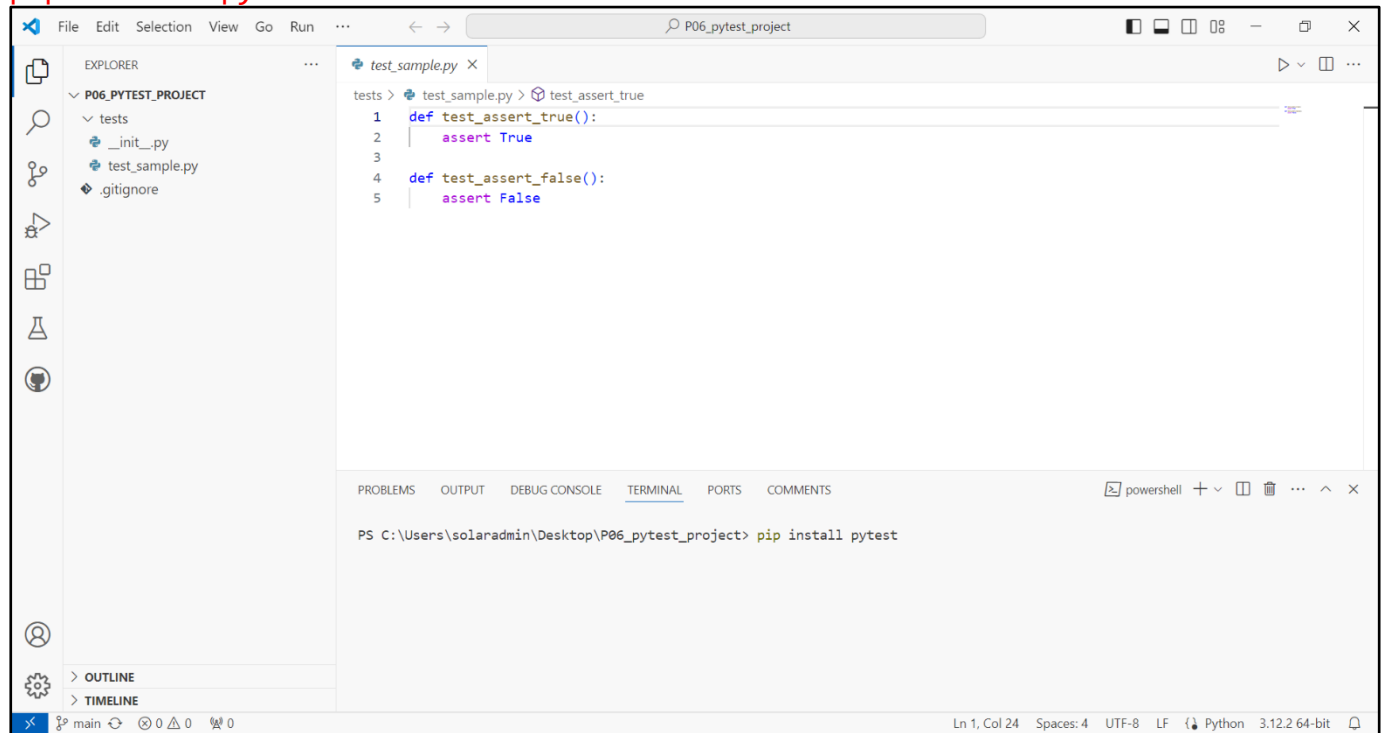 File Edit Selection View Go Run ... P06_pytest_project
EXPLORER ...
P06_PYTEST_PROJECT
tests
__init__.py
test_sample.py
.gitignore
OUTLINE
TIMELINE
test_sample.py
tests > test_sample.py > test_assert_true
1 def test_assert_true():
2 assert True
3
4 def test_assert_false():
5 assert False
PROBLEMS OUTPUT DEBUG CONSOLE TERMINAL PORTS COMMENTS powershell
PS C:\Users\solaradmin\Desktop\P06_pytest_project> pip install pytest
main 0 0 0 Ln 1, Col 24 Spaces: 4 UTF-8 LF Python 3.12.2 64-bit